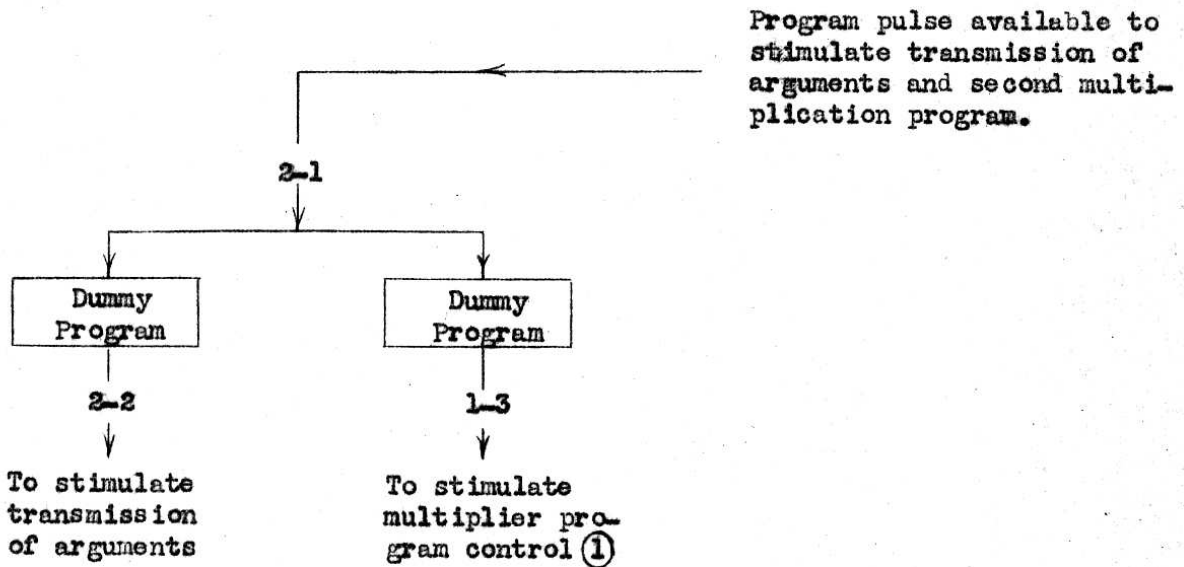 Program pulse available to
stimulate transmission of
arguments and second multi-
plication program.
2-1
Dummy
Program
Dummy
Program
2-2
1-3
To stimulate
transmission
of arguments
To stimulate
multiplier pro-
gram control 1